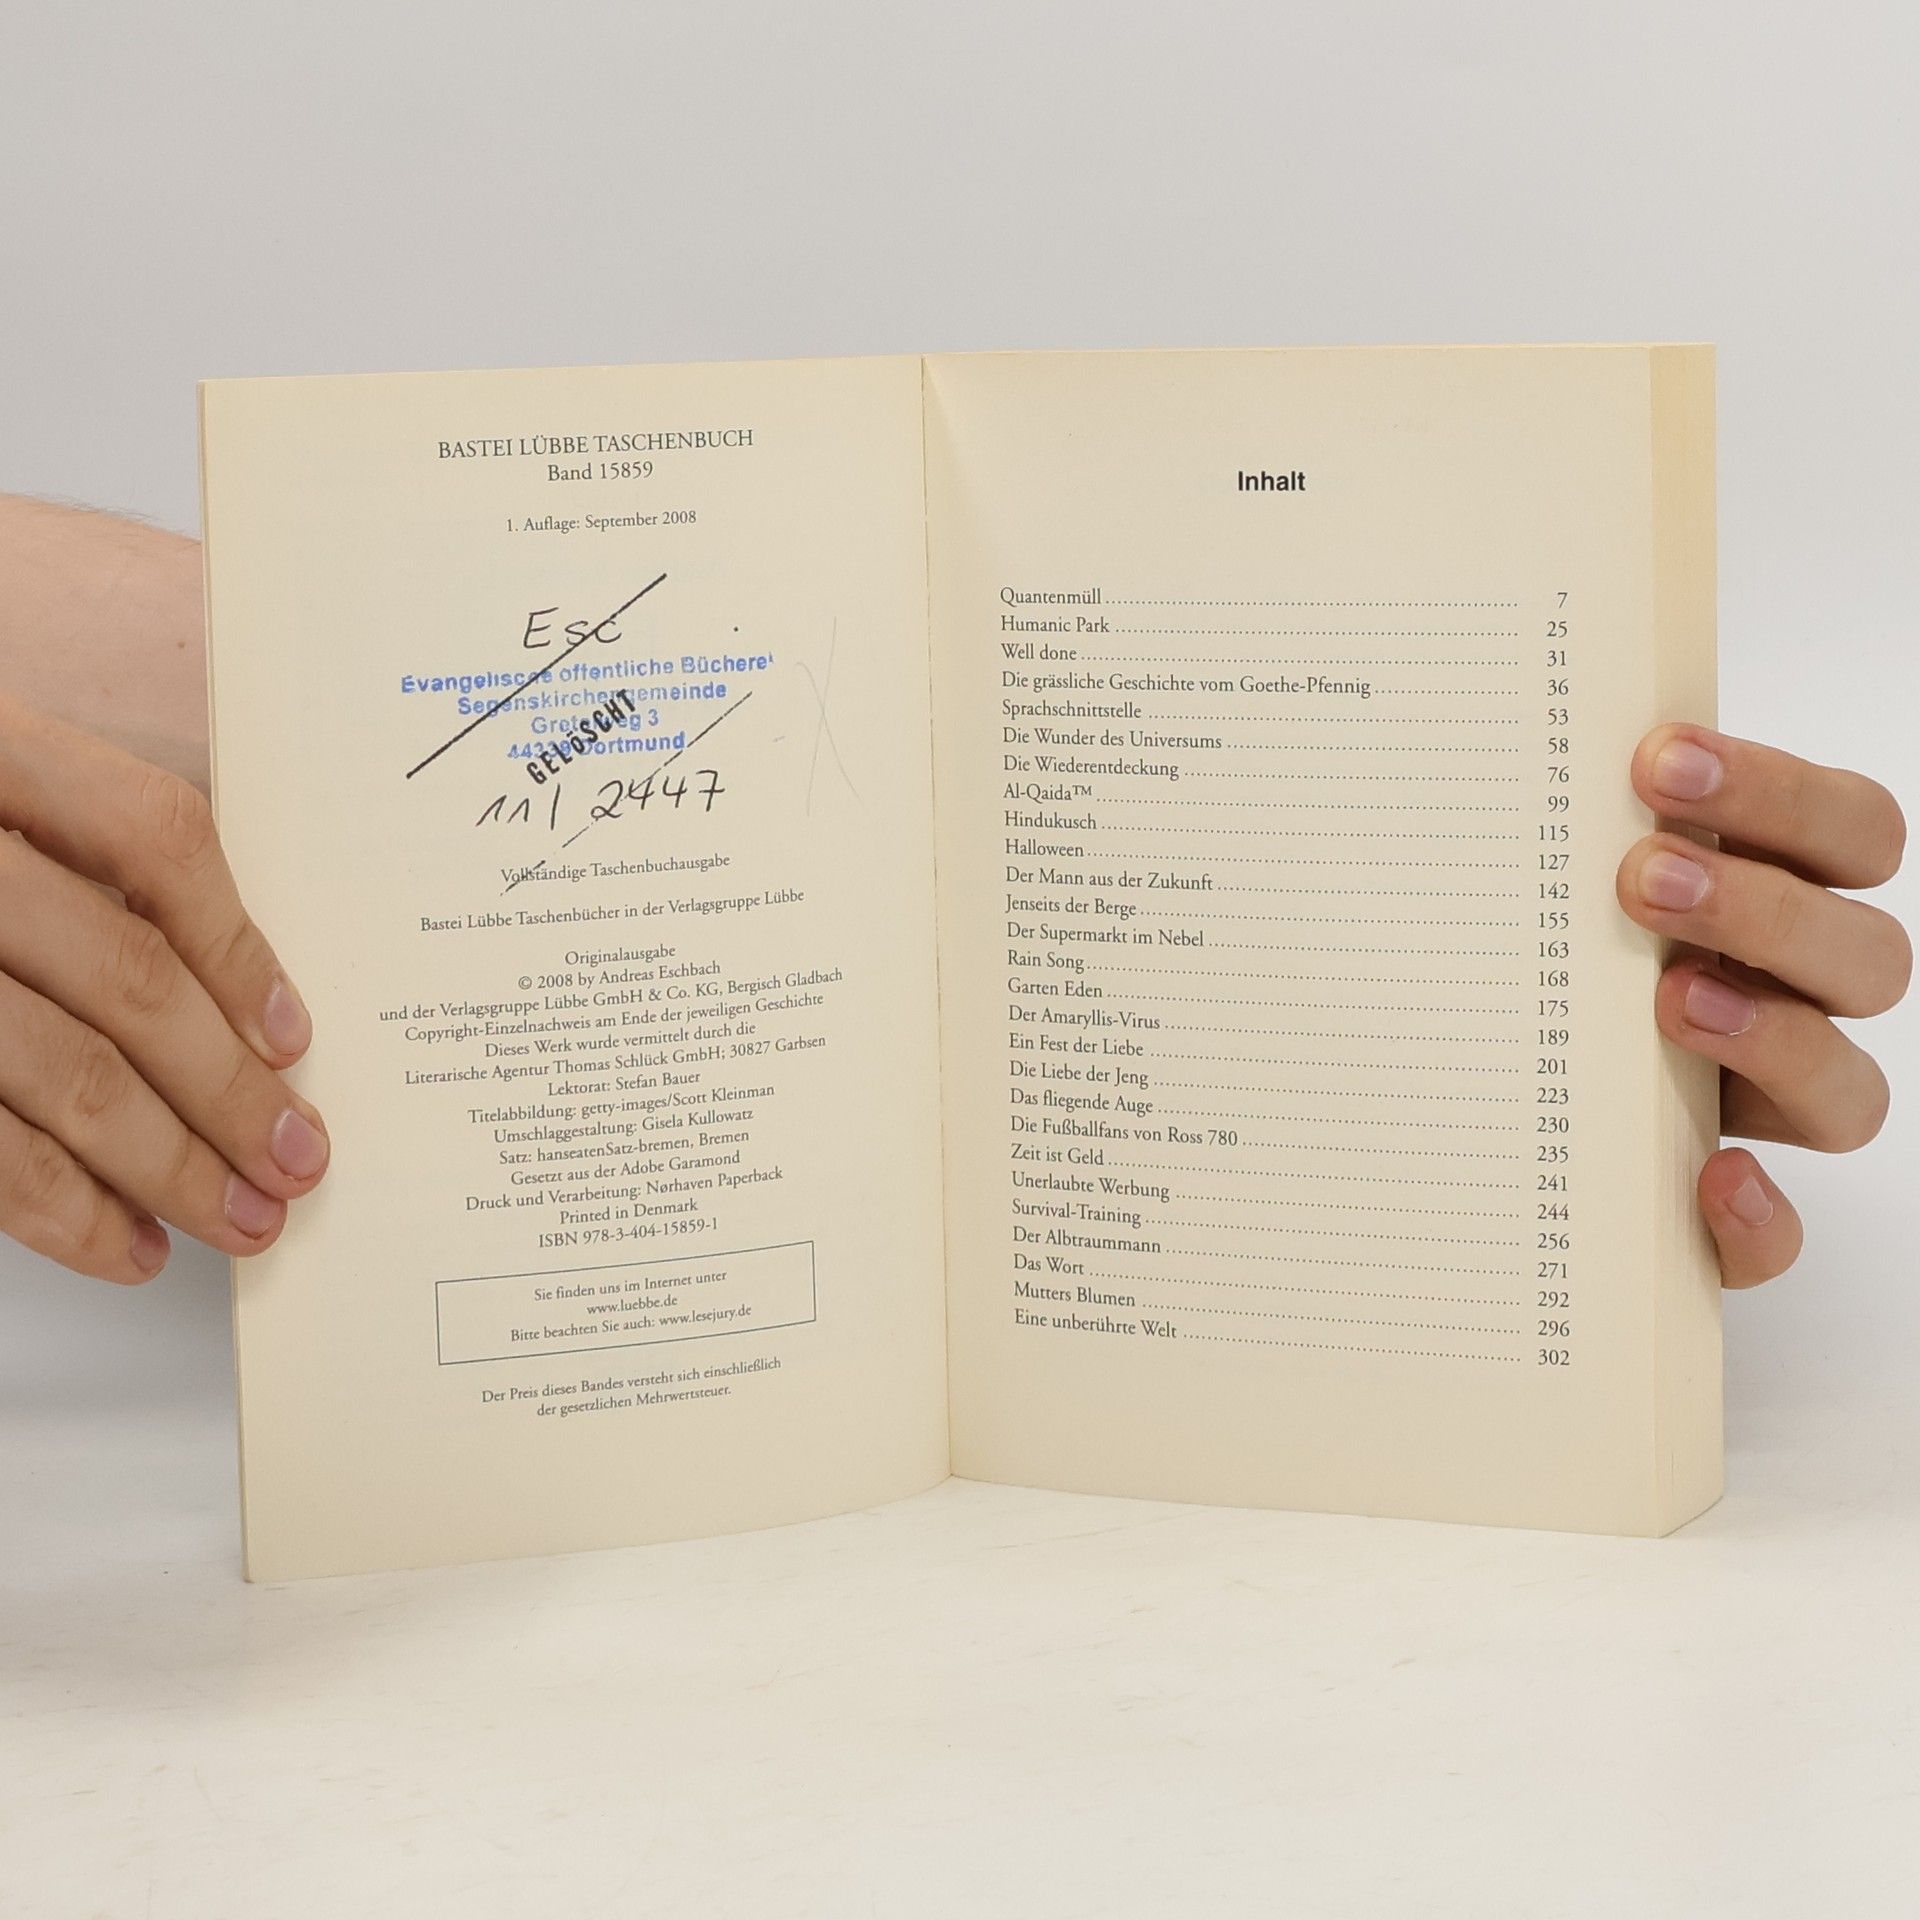 BASTEI LÜBBE TASCHENBUCH
Band 15859
1. Auflage: September 2008
Esc
Evangelische öffentliche Bücherei
Segenskirchengemeinde
Gretelweg 3
44339 Dortmund
GELÖSCHT
11/ 2447
Vollständige Taschenbuchausgabe
Bastei Lübbe Taschenbücher in der Verlagsgruppe Lübbe
Originalausgabe
© 2008 by Andreas Eschbach
und der Verlagsgruppe Lübbe GmbH & Co. KG, Bergisch Gladbach
Copyright-Einzelnachweis am Ende der jeweiligen Geschichte
Dieses Werk wurde vermittelt durch die
Literarische Agentur Thomas Schlück GmbH; 30827 Garbsen
Lektorat: Stefan Bauer
Titelabbildung: getty-images/Scott Kleinman
Umschlaggestaltung: Gisela Kullowatz
Satz: hanseatenSatz-bremen, Bremen
Gesetzt aus der Adobe Garamond
Druck und Verarbeitung: Nørhaven Paperback
Printed in Denmark
ISBN 978-3-404-15859-1
Sie finden uns im Internet unter
www.luebbe.de
Bitte beachten Sie auch: www.lesejury.de
Der Preis dieses Bandes versteht sich einschließlich
der gesetzlichen Mehrwertsteuer.
Inhalt
Quantenmüll 7
Humanic Park 25
Well done 31
Die grässliche Geschichte vom Goethe-Pfennig 36
Sprachschnittstelle 53
Die Wunder des Universums 58
Die Wiederentdeckung 76
Al-Qaida™ 99
Hindukusch 115
Halloween 127
Der Mann aus der Zukunft 142
Jenseits der Berge 155
Der Supermarkt im Nebel 163
Rain Song 168
Garten Eden 175
Der Amaryllis-Virus 189
Ein Fest der Liebe 201
Die Liebe der Jeng 223
Das fliegende Auge 230
Die Fußballfans von Ross 780 235
Zeit ist Geld 241
Unerlaubte Werbung 244
Survival-Training 256
Der Albtraummann 271
Das Wort 292
Mutters Blumen 296
Eine unberührte Welt 302